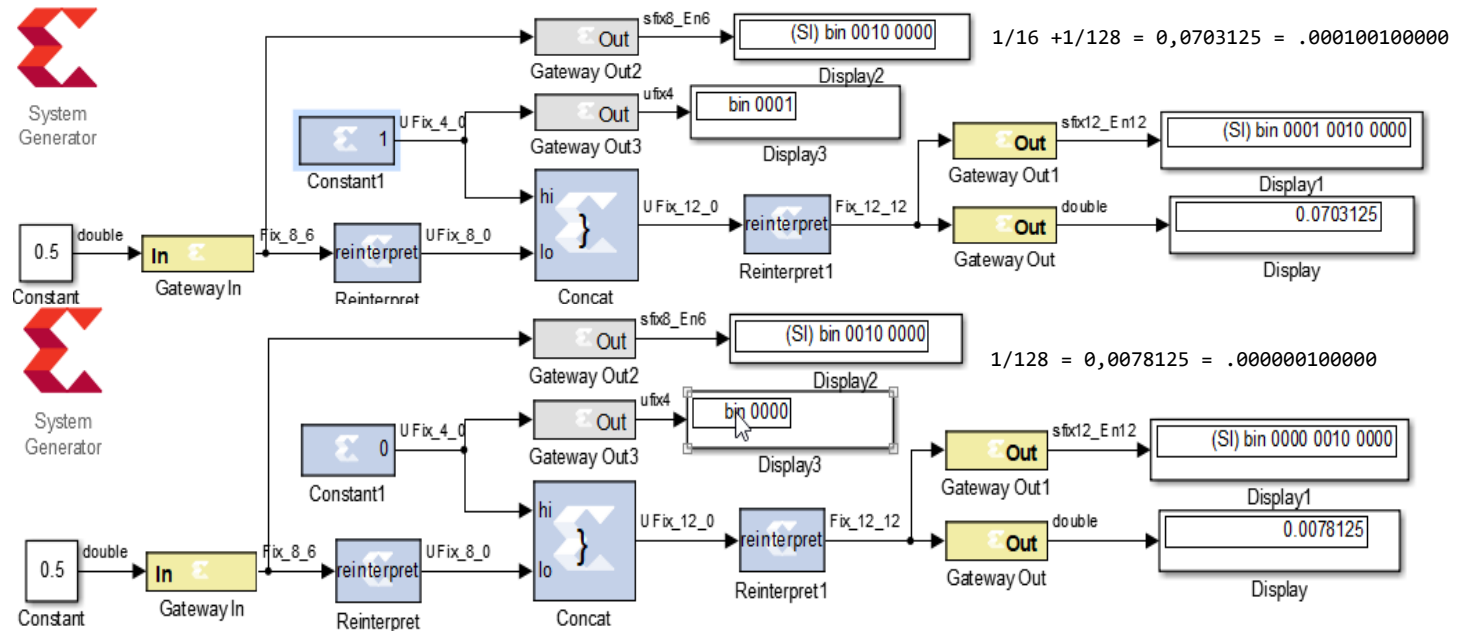 sfix8_En6
Out
(SI) bin 0010 0000
1/16 +1/128 = 0,0703125 = .000100100000
Gateway Out2
Display2
System
Generator
UFix_4_0
ufix4
Out
bin 0001
1
Gateway Out3
Display3
Constant1
sfix12_En12
Out
(SI) bin 0001 0010 0000
Gateway Out1
Display1
hi
UFix_12_0
reinterpret
Fix_12_12
double
Out
0.0703125
}
lo
Reinterpret1
Gateway Out
Display
0.5
double
In
Fix_8_6
reinterpret
UFix_8_0
Constant
Gateway In
Reinterpret
Concat
sfix8_En6
Out
(SI) bin 0010 0000
1/128 = 0,0078125 = .000000100000
Gateway Out2
Display2
System
Generator
UFix_4_0
ufix4
Out
bin 0000
0
Gateway Out3
Display3
Constant1
sfix12_En12
Out
(SI) bin 0000 0010 0000
Gateway Out1
Display1
hi
UFix_12_0
reinterpret
Fix_12_12
double
Out
0.0078125
}
lo
Reinterpret1
Gateway Out
Display
0.5
double
In
Fix_8_6
reinterpret
UFix_8_0
Constant
Gateway In
Reinterpret
Concat